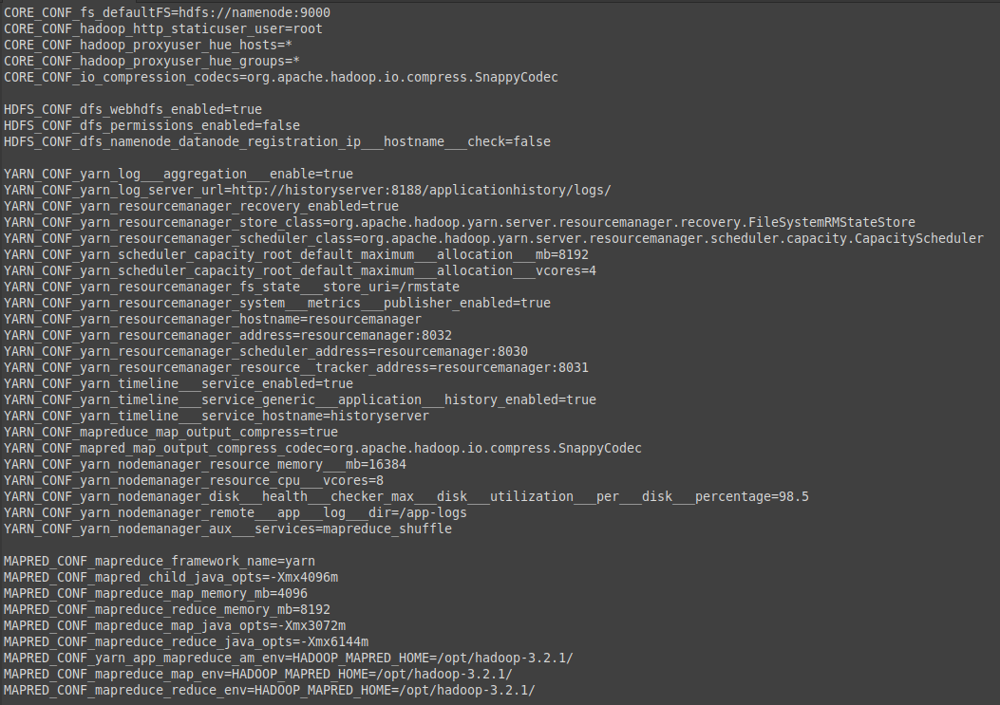 CORE_CONF_fs_defaultFS=hdfs://namenode:9000
CORE_CONF_hadoop_http_staticuser_user=root
CORE_CONF_hadoop_proxyuser_hue_hosts=*
CORE_CONF_hadoop_proxyuser_hue_groups=*
CORE_CONF_io_compression_codecs=org.apache.hadoop.io.compress.SnappyCodec

HDFS_CONF_dfs_webhdfs_enabled=true
HDFS_CONF_dfs_permissions_enabled=false
HDFS_CONF_dfs_namenode_datanode_registration_ip___hostname___check=false

YARN_CONF_yarn_log___aggregation___enable=true
YARN_CONF_yarn_log_server_url=http://historyserver:8188/applicationhistory/logs/
YARN_CONF_yarn_resourcemanager_recovery_enabled=true
YARN_CONF_yarn_resourcemanager_store_class=org.apache.hadoop.yarn.server.resourcemanager.recovery.FileSystemRMStateStore
YARN_CONF_yarn_resourcemanager_scheduler_class=org.apache.hadoop.yarn.server.resourcemanager.scheduler.capacity.CapacityScheduler
YARN_CONF_yarn_scheduler_capacity_root_default_maximum___allocation___mb=8192
YARN_CONF_yarn_scheduler_capacity_root_default_maximum___allocation___vcores=4
YARN_CONF_yarn_resourcemanager_fs_state___store_uri=/rmstate
YARN_CONF_yarn_resourcemanager_system___metrics___publisher_enabled=true
YARN_CONF_yarn_resourcemanager_hostname=resourcemanager
YARN_CONF_yarn_resourcemanager_address=resourcemanager:8032
YARN_CONF_yarn_resourcemanager_scheduler_address=resourcemanager:8030
YARN_CONF_yarn_resourcemanager_resource__tracker_address=resourcemanager:8031
YARN_CONF_yarn_timeline___service_enabled=true
YARN_CONF_yarn_timeline___service_generic___application___history_enabled=true
YARN_CONF_yarn_timeline___service_hostname=historyserver
YARN_CONF_mapreduce_map_output_compress=true
YARN_CONF_mapred_map_output_compress_codec=org.apache.hadoop.io.compress.SnappyCodec
YARN_CONF_yarn_nodemanager_resource_memory___mb=16384
YARN_CONF_yarn_nodemanager_resource_cpu___vcores=8
YARN_CONF_yarn_nodemanager_disk___health___checker_max___disk___utilization___per___disk___percentage=98.5
YARN_CONF_yarn_nodemanager_remote___app___log___dir=/app-logs
YARN_CONF_yarn_nodemanager_aux___services=mapreduce_shuffle

MAPRED_CONF_mapreduce_framework_name=yarn
MAPRED_CONF_mapred_child_java_opts=-Xmx4096m
MAPRED_CONF_mapreduce_map_memory_mb=4096
MAPRED_CONF_mapreduce_reduce_memory_mb=8192
MAPRED_CONF_mapreduce_map_java_opts=-Xmx3072m
MAPRED_CONF_mapreduce_reduce_java_opts=-Xmx6144m
MAPRED_CONF_yarn_app_mapreduce_am_env=HADOOP_MAPRED_HOME=/opt/hadoop-3.2.1/
MAPRED_CONF_mapreduce_map_env=HADOOP_MAPRED_HOME=/opt/hadoop-3.2.1/
MAPRED_CONF_mapreduce_reduce_env=HADOOP_MAPRED_HOME=/opt/hadoop-3.2.1/